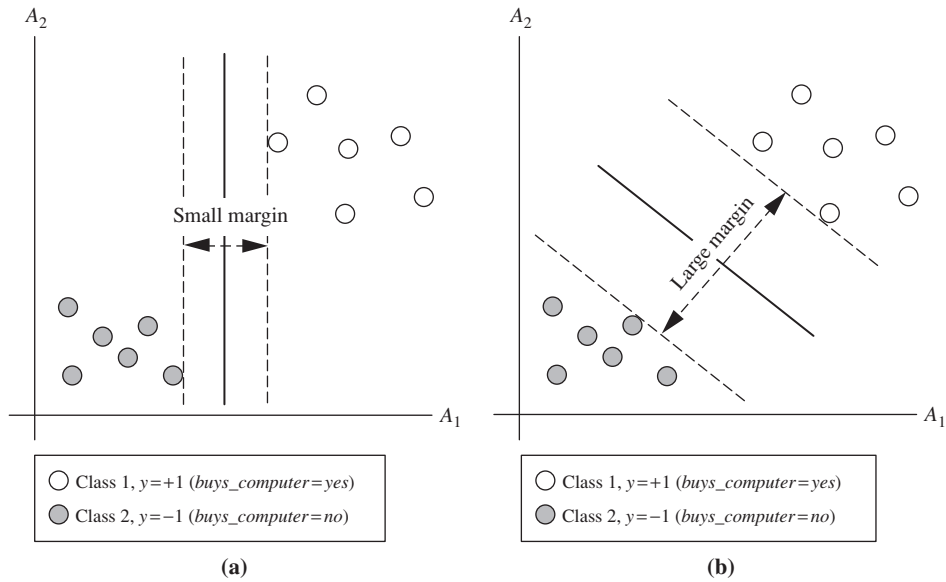 A2
Small margin
A1
Class 1, y=+1 (buys_computer=yes)
Class 2, y=−1 (buys_computer=no)
(a)
A2
Large margin
A1
Class 1, y=+1 (buys_computer=yes)
Class 2, y=−1 (buys_computer=no)
(b)